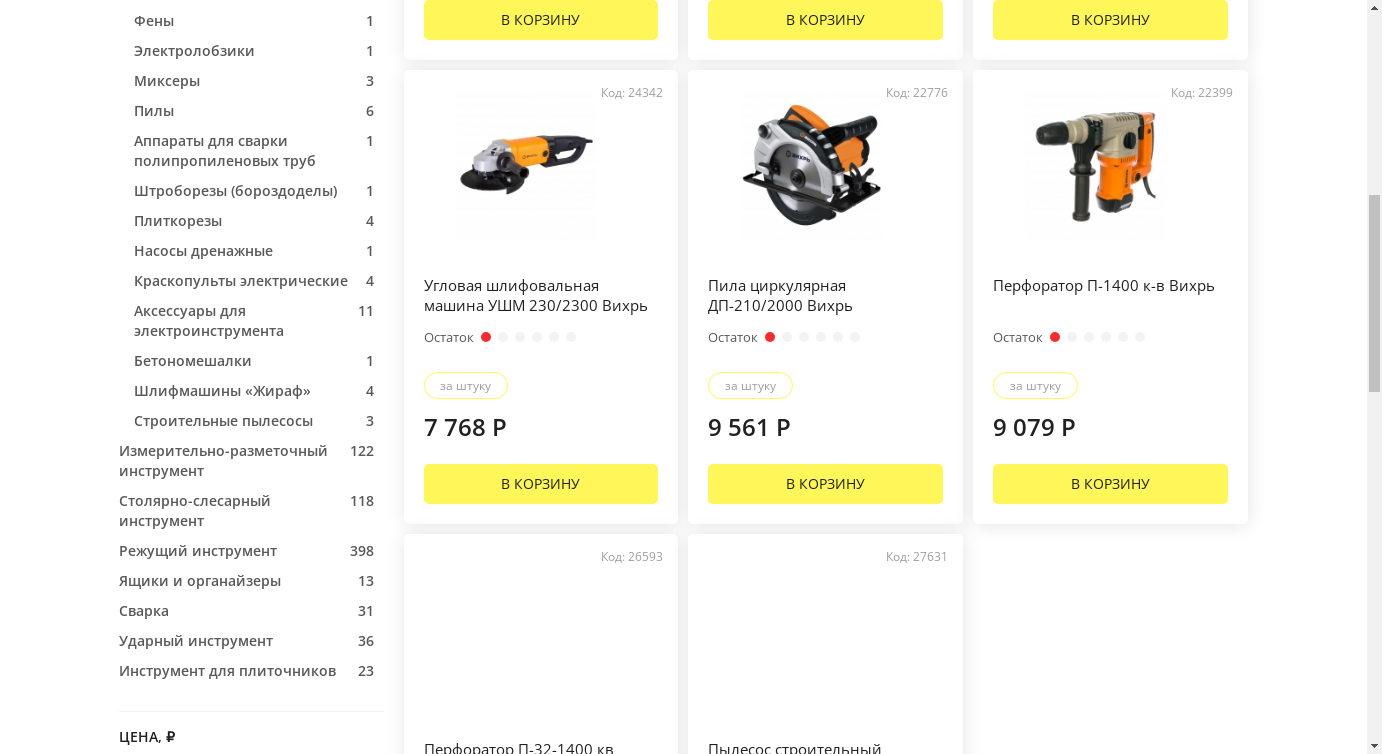 Фены 1
Электролобзики 1
Миксеры 3
Пилы 6
Аппараты для сварки 1
полипропиленовых труб
Штроборезы (бороздоделы) 1
Плиткорезы 4
Насосы дренажные 1
Краскопульты электрические 4
Аксессуары для 11
электроинструмента
Бетономешалки 1
Шлифмашины «Жираф» 4
Строительные пылесосы 3
Измерительно-разметочный 122
инструмент
Столярно-слесарный 118
инструмент
Режущий инструмент 398
Ящики и органайзеры 13
Сварка 31
Ударный инструмент 36
Инструмент для плиточников 23
ЦЕНА, ₽
В КОРЗИНУ
В КОРЗИНУ
В КОРЗИНУ
Код: 24342
Угловая шлифовальная
машина УШМ 230/2300 Вихрь
Остаток
за штуку
7 768 Р
В КОРЗИНУ
Код: 22776
ВИХРЬ
Пила циркулярная
ДП-210/2000 Вихрь
Остаток
за штуку
9 561 Р
В КОРЗИНУ
Код: 22399
Перфоратор П-1400 к-в Вихрь
Остаток
за штуку
9 079 Р
В КОРЗИНУ
Код: 26593
Перфоратор П-32-1400 кв
Код: 27631
Пылесос строительный